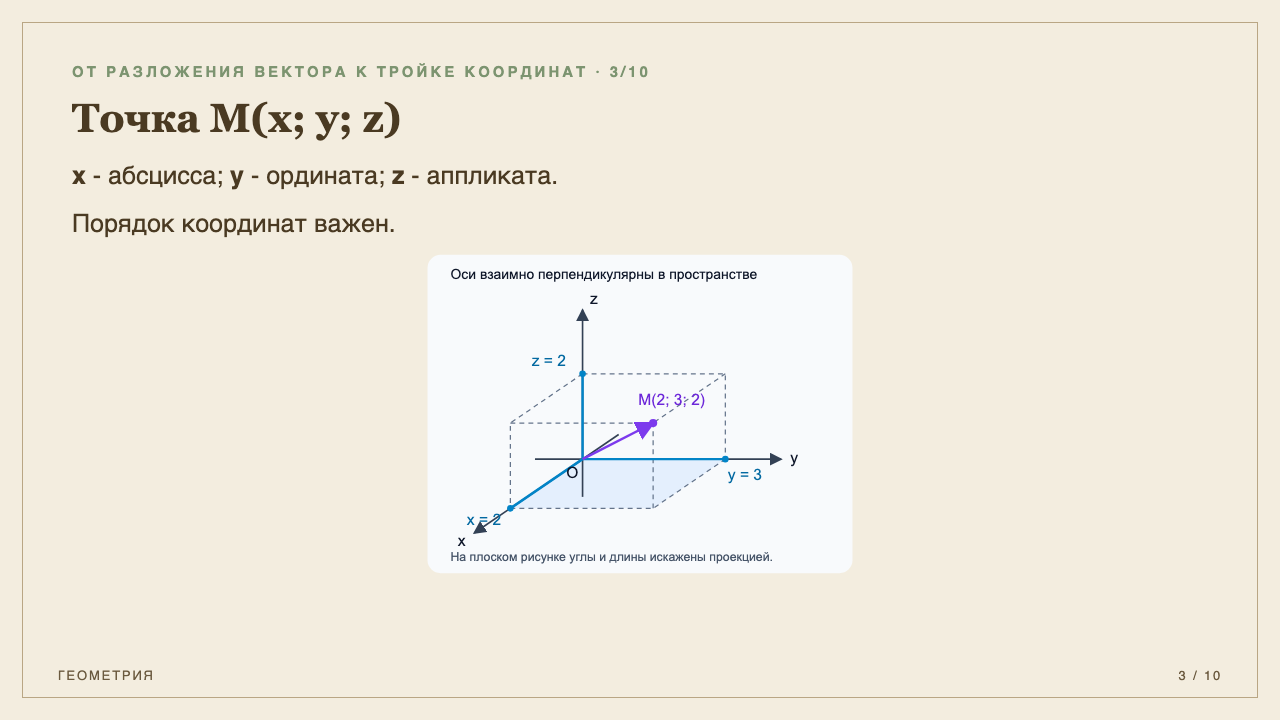 ОТ РАЗЛОЖЕНИЯ ВЕКТОРА К ТРОЙКЕ КООРДИНАТ · 3/10
Точка M(x; y; z)
x - абсцисса; y - ордината; z - аппликата.
Порядок координат важен.
Оси взаимно перпендикулярны в пространстве
z
z = 2
M(2; 3; 2)
y
O
y = 3
x = 2
x
На плоском рисунке углы и длины искажены проекцией.
ГЕОМЕТРИЯ
3 / 10